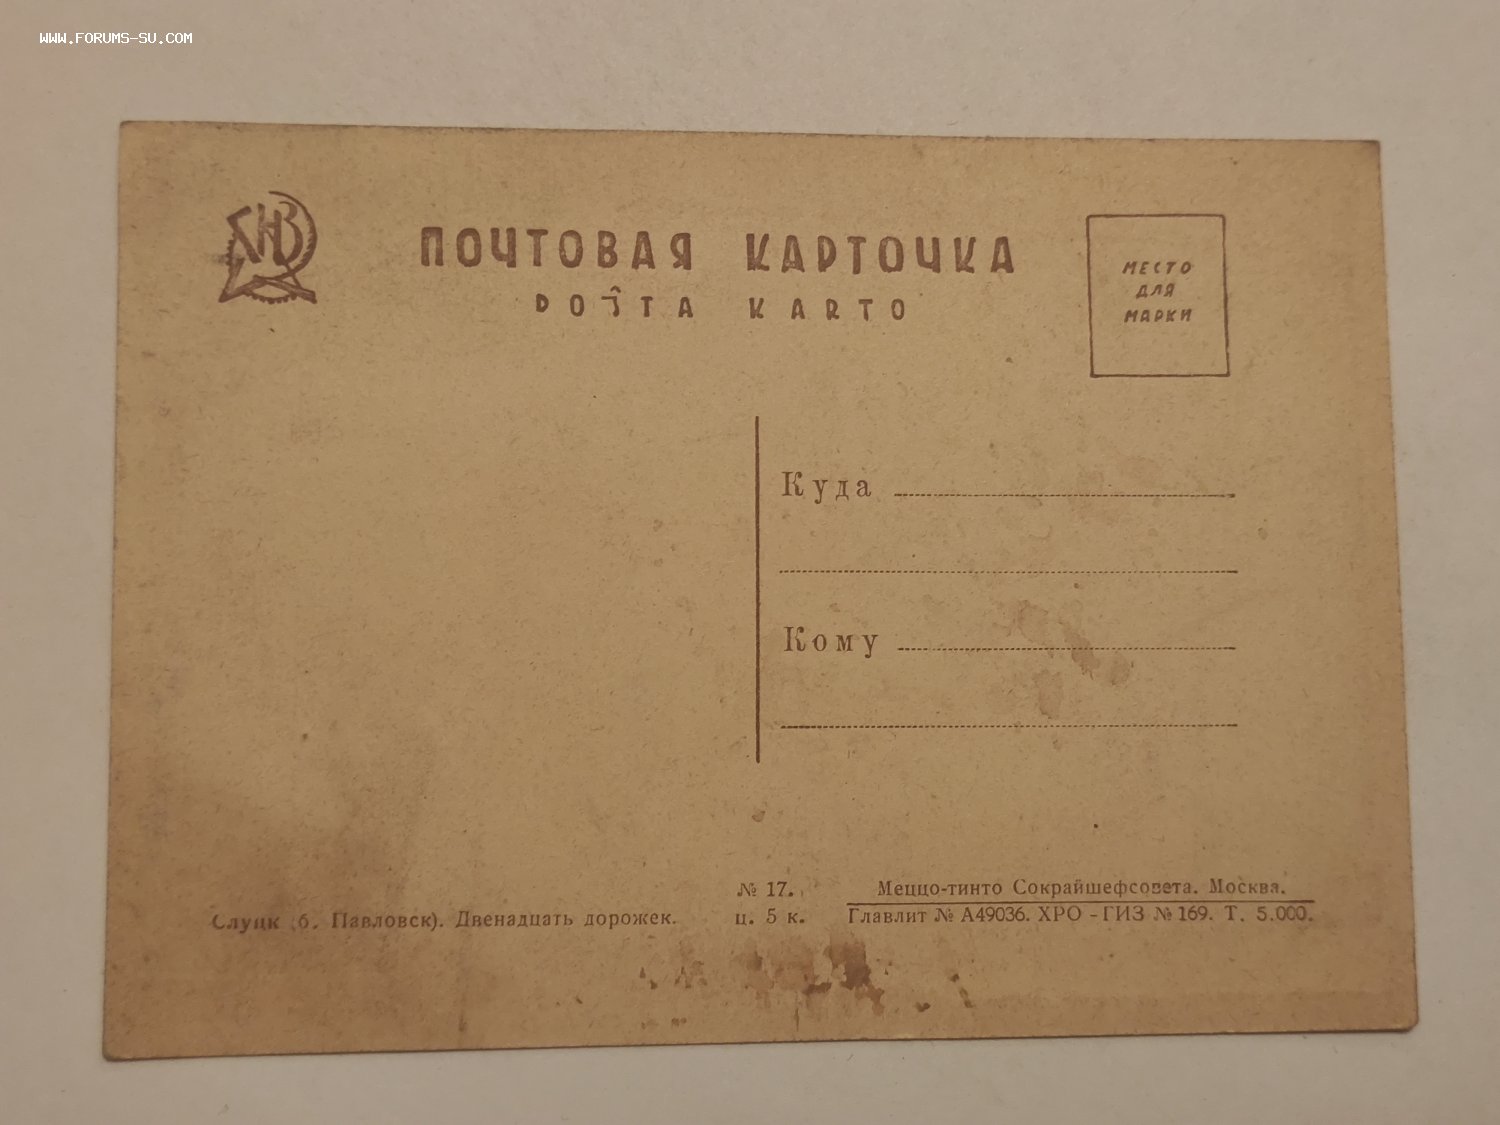 WWW.FORUMS-SU.COM
ПОЧТОВАЯ КАРТОЧКА
POŜTA KARTO
МЕСТО
ДЛЯ
МАРКИ
Куда
Кому
Слуцк (б. Павловск). Двенадцать дорожек.
№ 17.
ц. 5 к.
Меццо-тинто Сокрайшефсовета. Москва.
Главлит № А49036. ХРО - ГИЗ № 169. Т. 5.000.